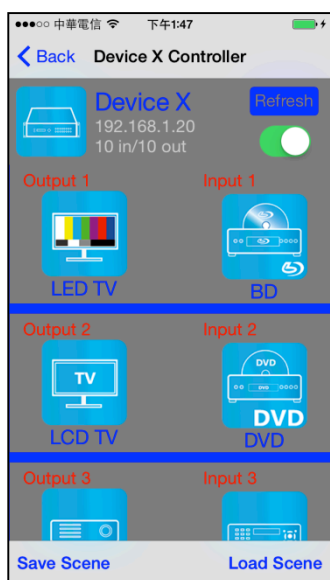 中華電信 下午1:47
Back Device X Controller
Device X
Refresh
192.168.1.20
10 in/10 out
Output 1 Input 1
LED TV BD
Output 2 Input 2
TV
DVD
DVD
DVD
LCD TV DVD
Output 3 Input 3
Save Scene Load Scene